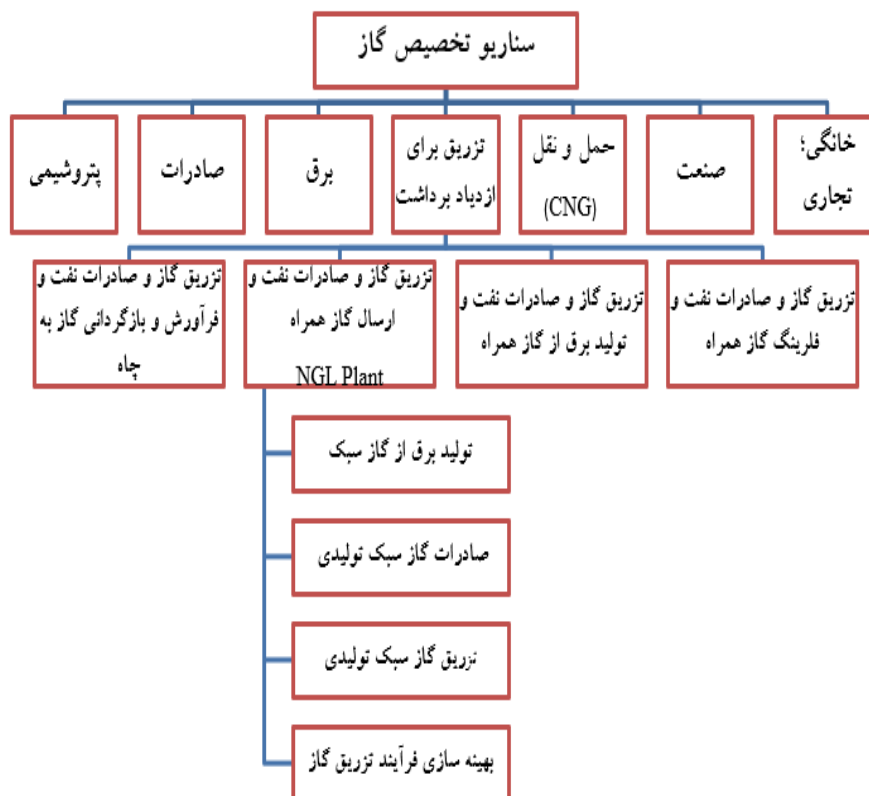 سناریو تخصیص گاز
خانگی؛
تجاری
صنعت
حمل و نقل
(CNG)
تزریق برای
ازدیاد برداشت
برق
صادرات
پتروشیمی
تزریق گاز و صادرات نفت و
فلرینگ گاز همراه
تزریق گاز و صادرات نفت و
تولید برق از گاز همراه
تزریق گاز و صادرات نفت و
ارسال گاز همراه
NGL Plant
تزریق گاز و صادرات نفت و
فرآورش و بازگردانی گاز به
چاه
تولید برق از گاز سبک
صادرات گاز سبک تولیدی
تزریق گاز سبک تولیدی
بهینه سازی فرآیند تزریق گاز